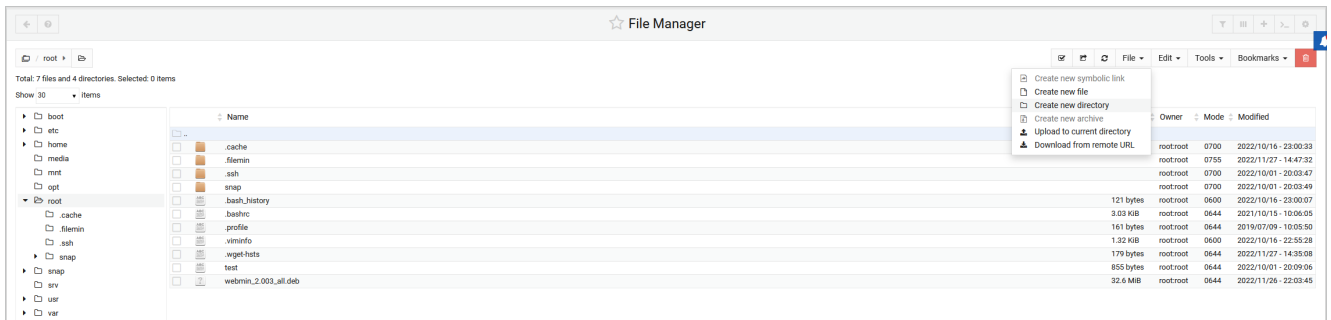 File Manager
/ root
File Edit Tools Bookmarks
Total: 7 files and 4 directories. Selected: 0 items
Show 30 items
Create new symbolic link
Create new file
Create new directory
Create new archive
Upload to current directory
Download from remote URL
boot
etc
home
media
mnt
opt
root
.cache
.filemin
.ssh
snap
snap
srv
usr
var
Name Owner Mode Modified
..
.cache root:root 0700 2022/10/16 - 23:00:33
.filemin root:root 0755 2022/11/27 - 14:47:32
.ssh root:root 0700 2022/10/01 - 20:03:47
snap root:root 0700 2022/10/01 - 20:03:49
.bash_history 121 bytes root:root 0600 2022/10/16 - 23:00:07
.bashrc 3.03 KiB root:root 0644 2021/10/15 - 10:06:05
.profile 161 bytes root:root 0644 2019/07/09 - 10:05:50
.viminfo 1.32 KiB root:root 0600 2022/10/16 - 22:55:28
.wget-hsts 179 bytes root:root 0644 2022/11/27 - 14:35:08
test 855 bytes root:root 0644 2022/10/01 - 20:09:06
webmin_2.003_all.deb 32.6 MiB root:root 0644 2022/11/26 - 22:03:45